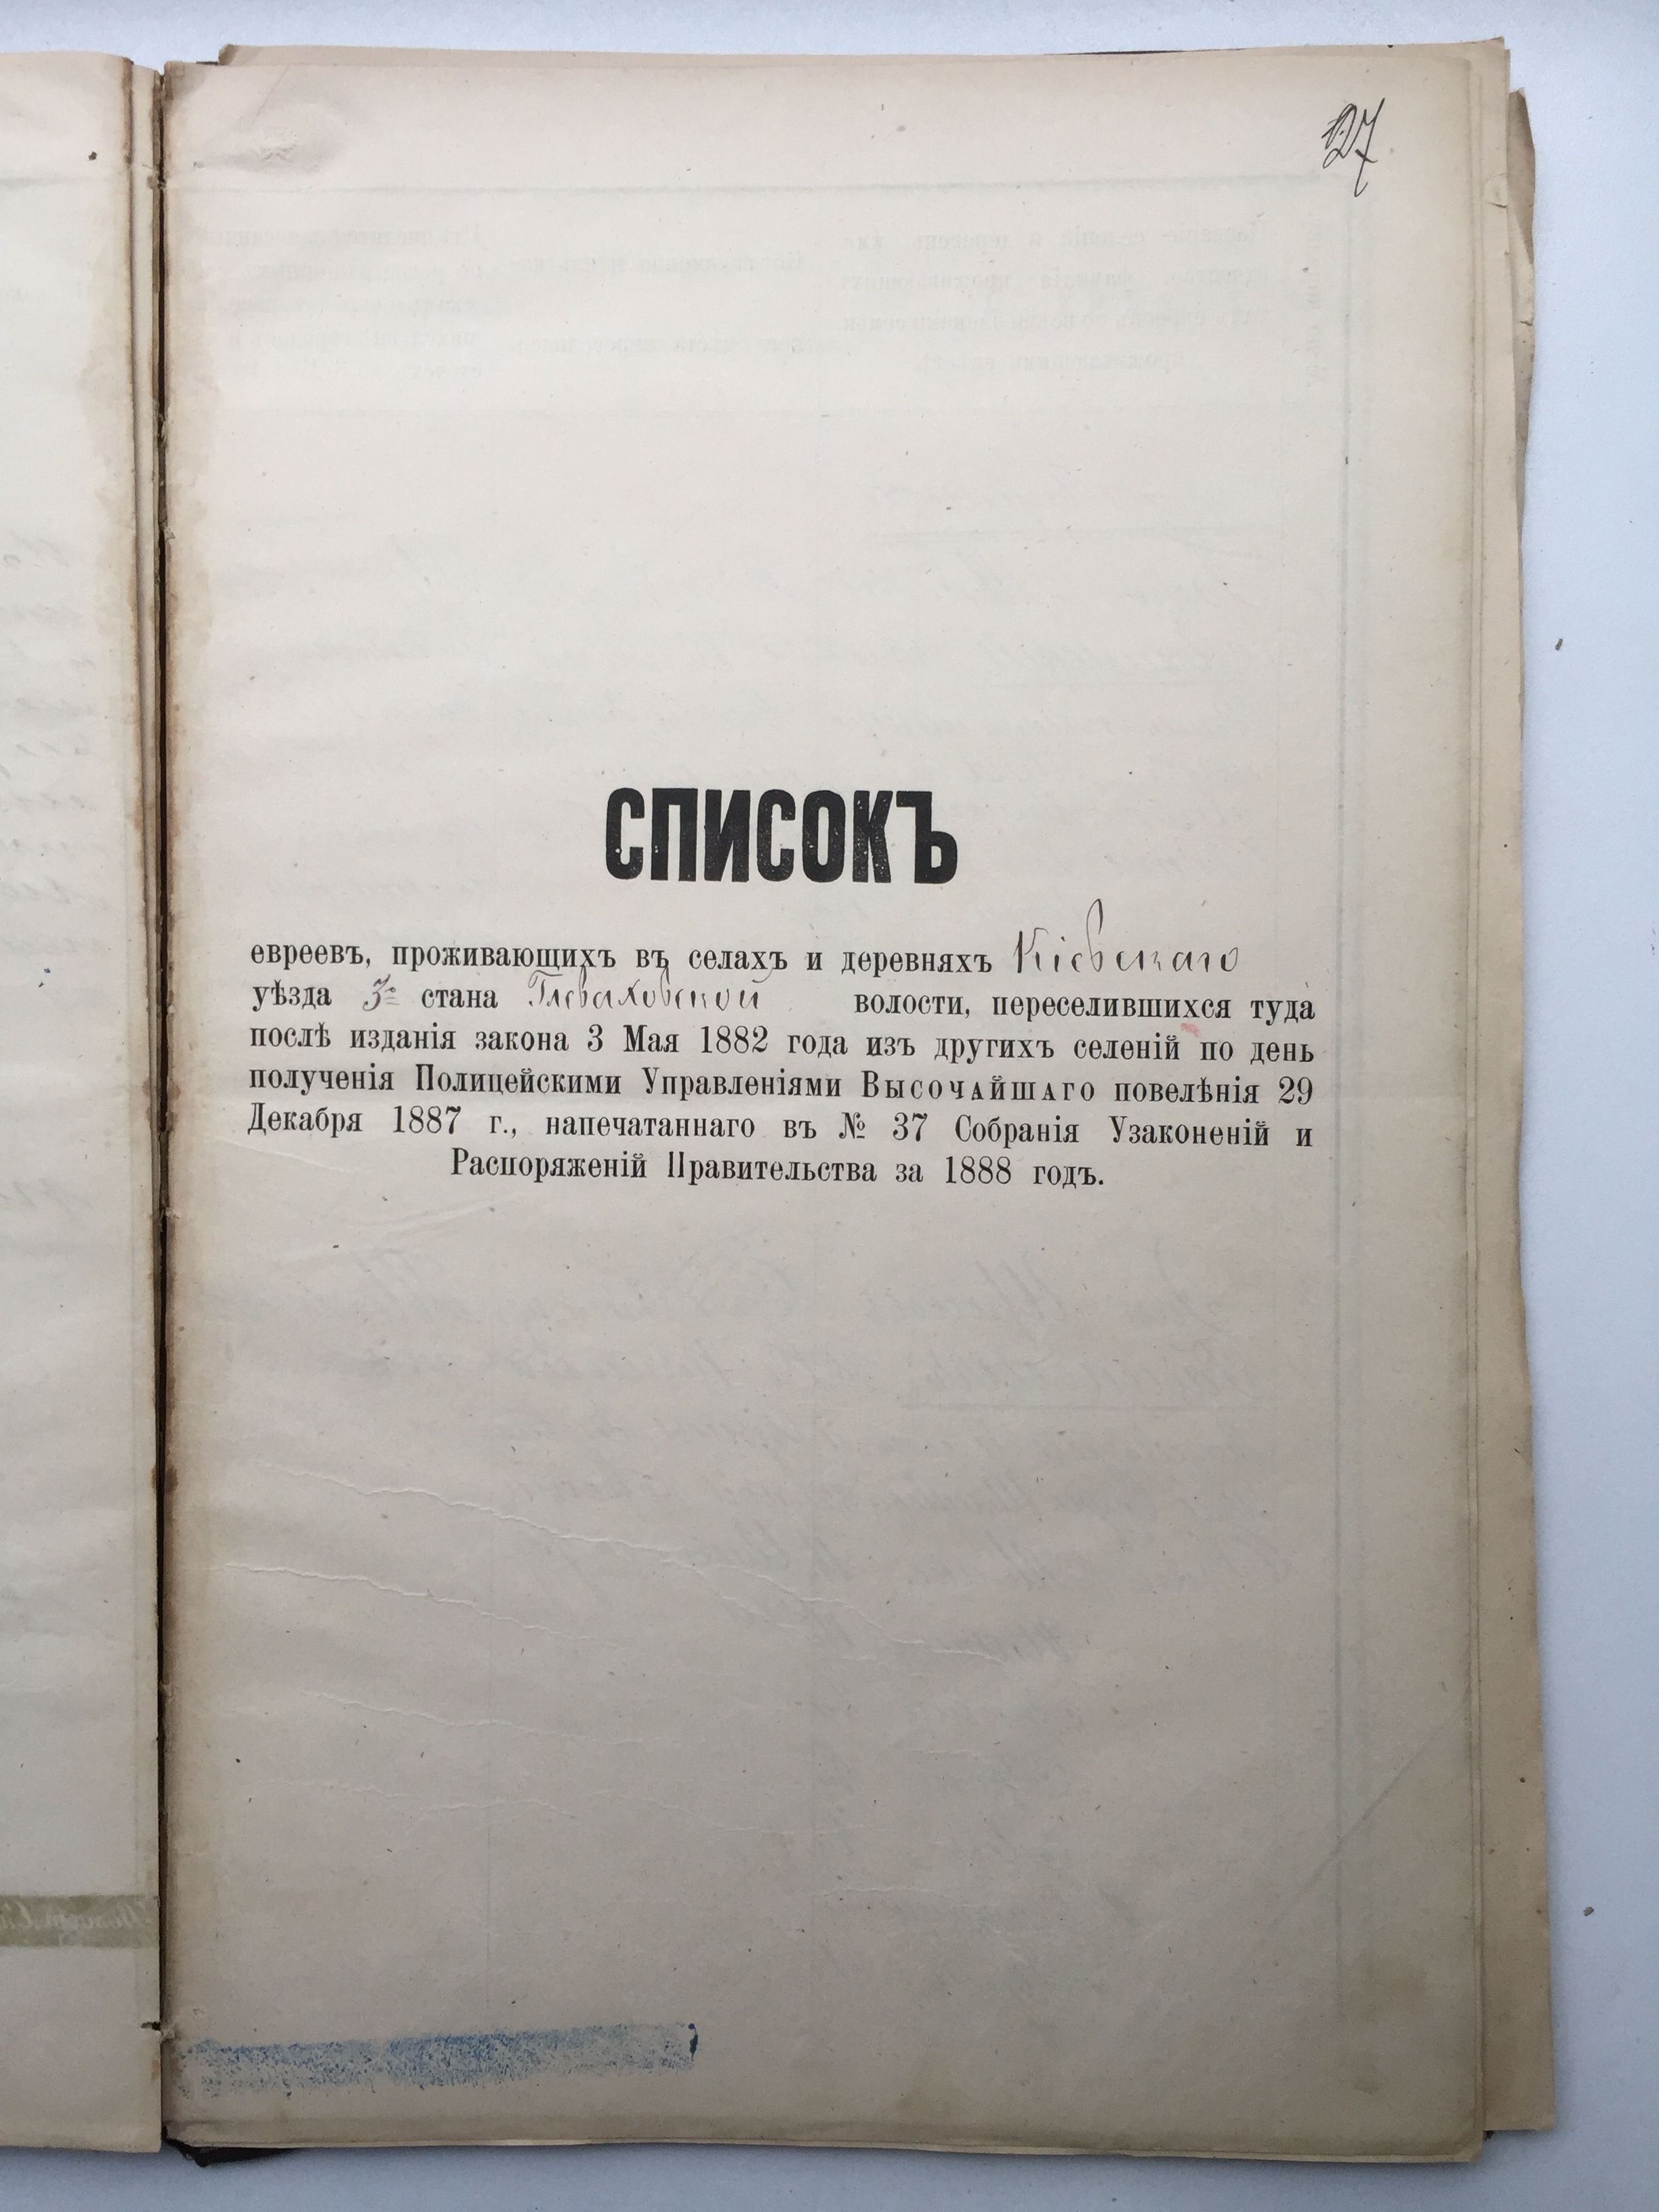 27
СПИСОКЪ
евреевъ, проживающихъ въ селахъ и деревняхъ Кіевскаго
уѣзда 3го стана Глеваховской волости, переселившихся туда
послѣ изданія закона 3 Мая 1882 года изъ другихъ селеній по день
полученія Полицейскими Управленіями Высочайшаго повелѣнія 29
Декабря 1887 г., напечатаннаго въ № 37 Собранія Узаконеній и
Распоряженій Правительства за 1888 годъ.